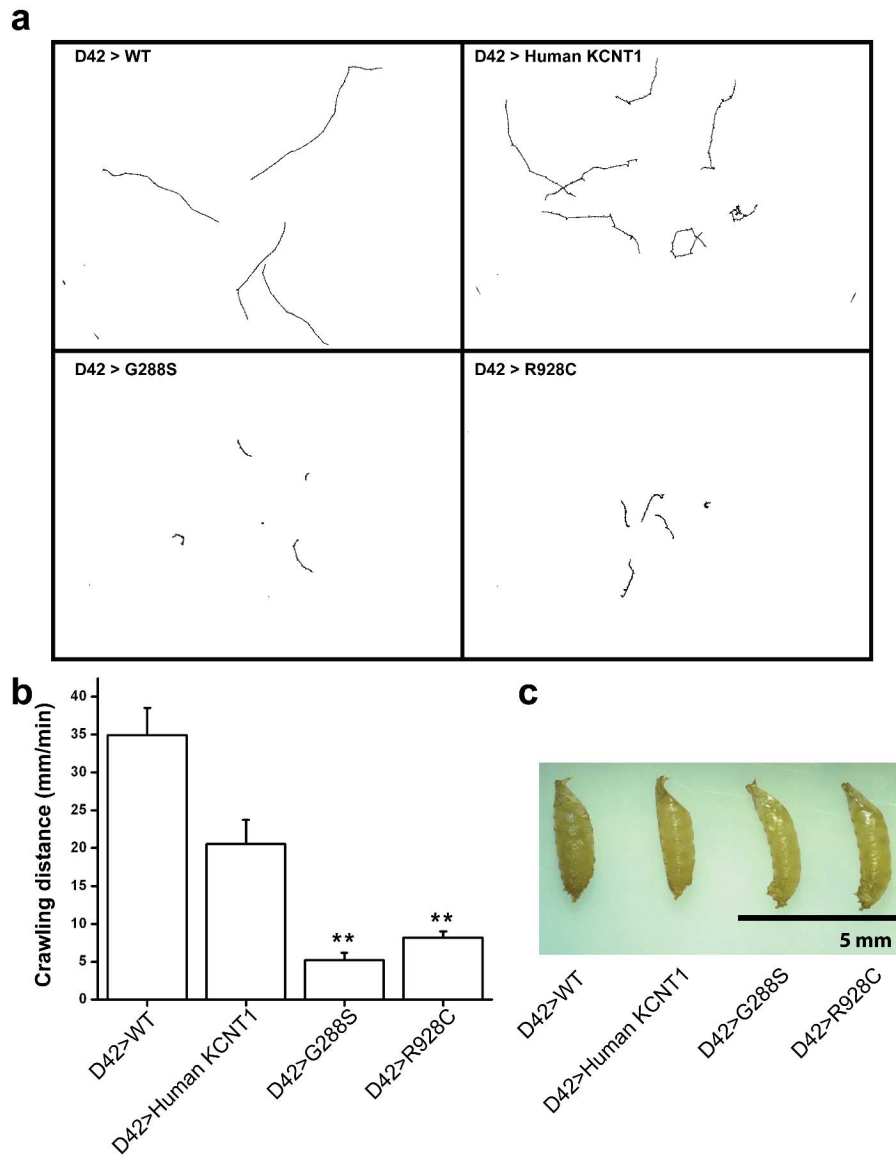 a
D42 > WT
D42 > Human KCNT1
D42 > G288S
D42 > R928C
b
Crawling distance (mm/min)
40
35
30
25
20
15
10
5
0
**
**
D42>WT
D42>Human KCNT1
D42>G288S
D42>R928C
c
5 mm
D42>WT
D42>Human KCNT1
D42>G288S
D42>R928C